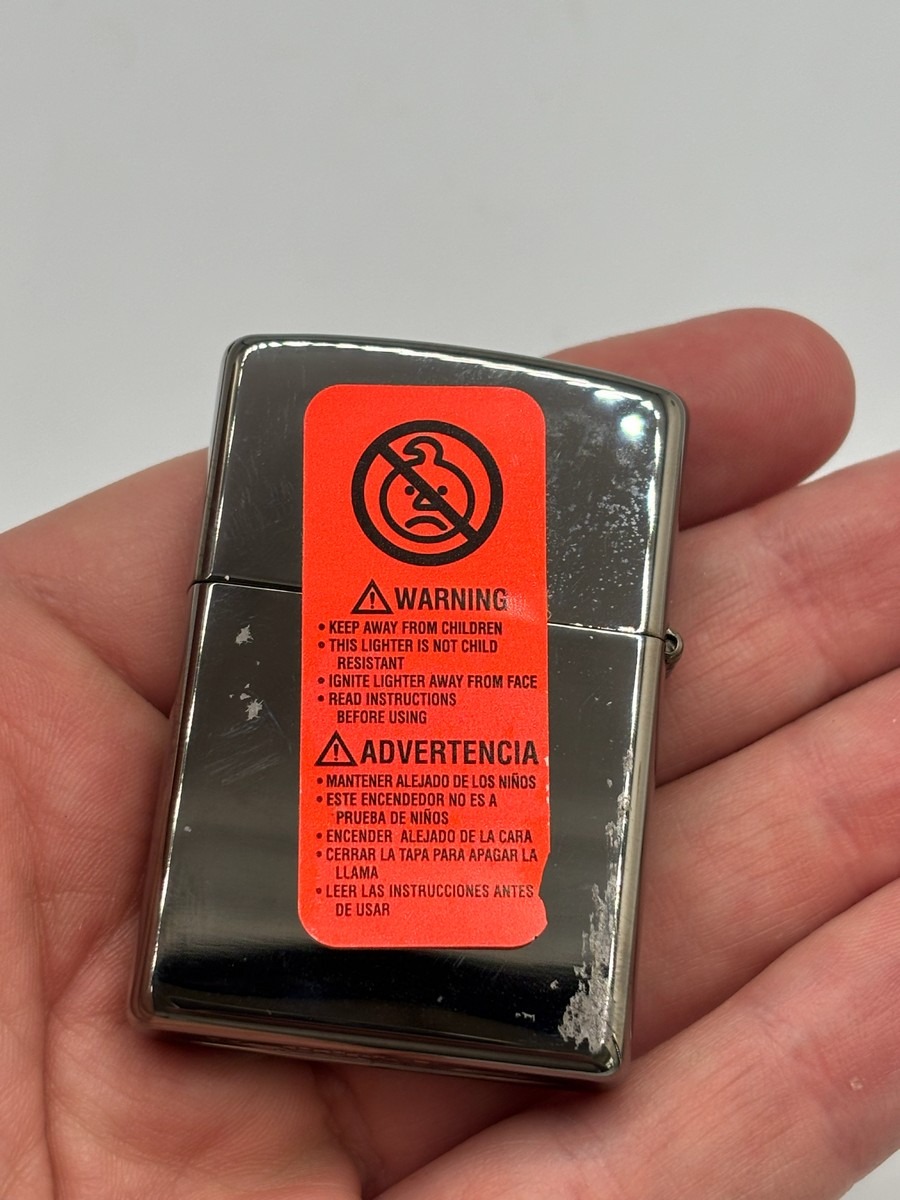 ⚠ WARNING
• KEEP AWAY FROM CHILDREN
• THIS LIGHTER IS NOT CHILD
RESISTANT
• IGNITE LIGHTER AWAY FROM FACE
• READ INSTRUCTIONS
BEFORE USING
⚠ ADVERTENCIA
• MANTENER ALEJADO DE LOS NIÑOS
• ESTE ENCENDEDOR NO ES A
PRUEBA DE NIÑOS
• ENCENDER ALEJADO DE LA CARA
• CERRAR LA TAPA PARA APAGAR LA
LLAMA
• LEER LAS INSTRUCCIONES ANTES
DE USAR